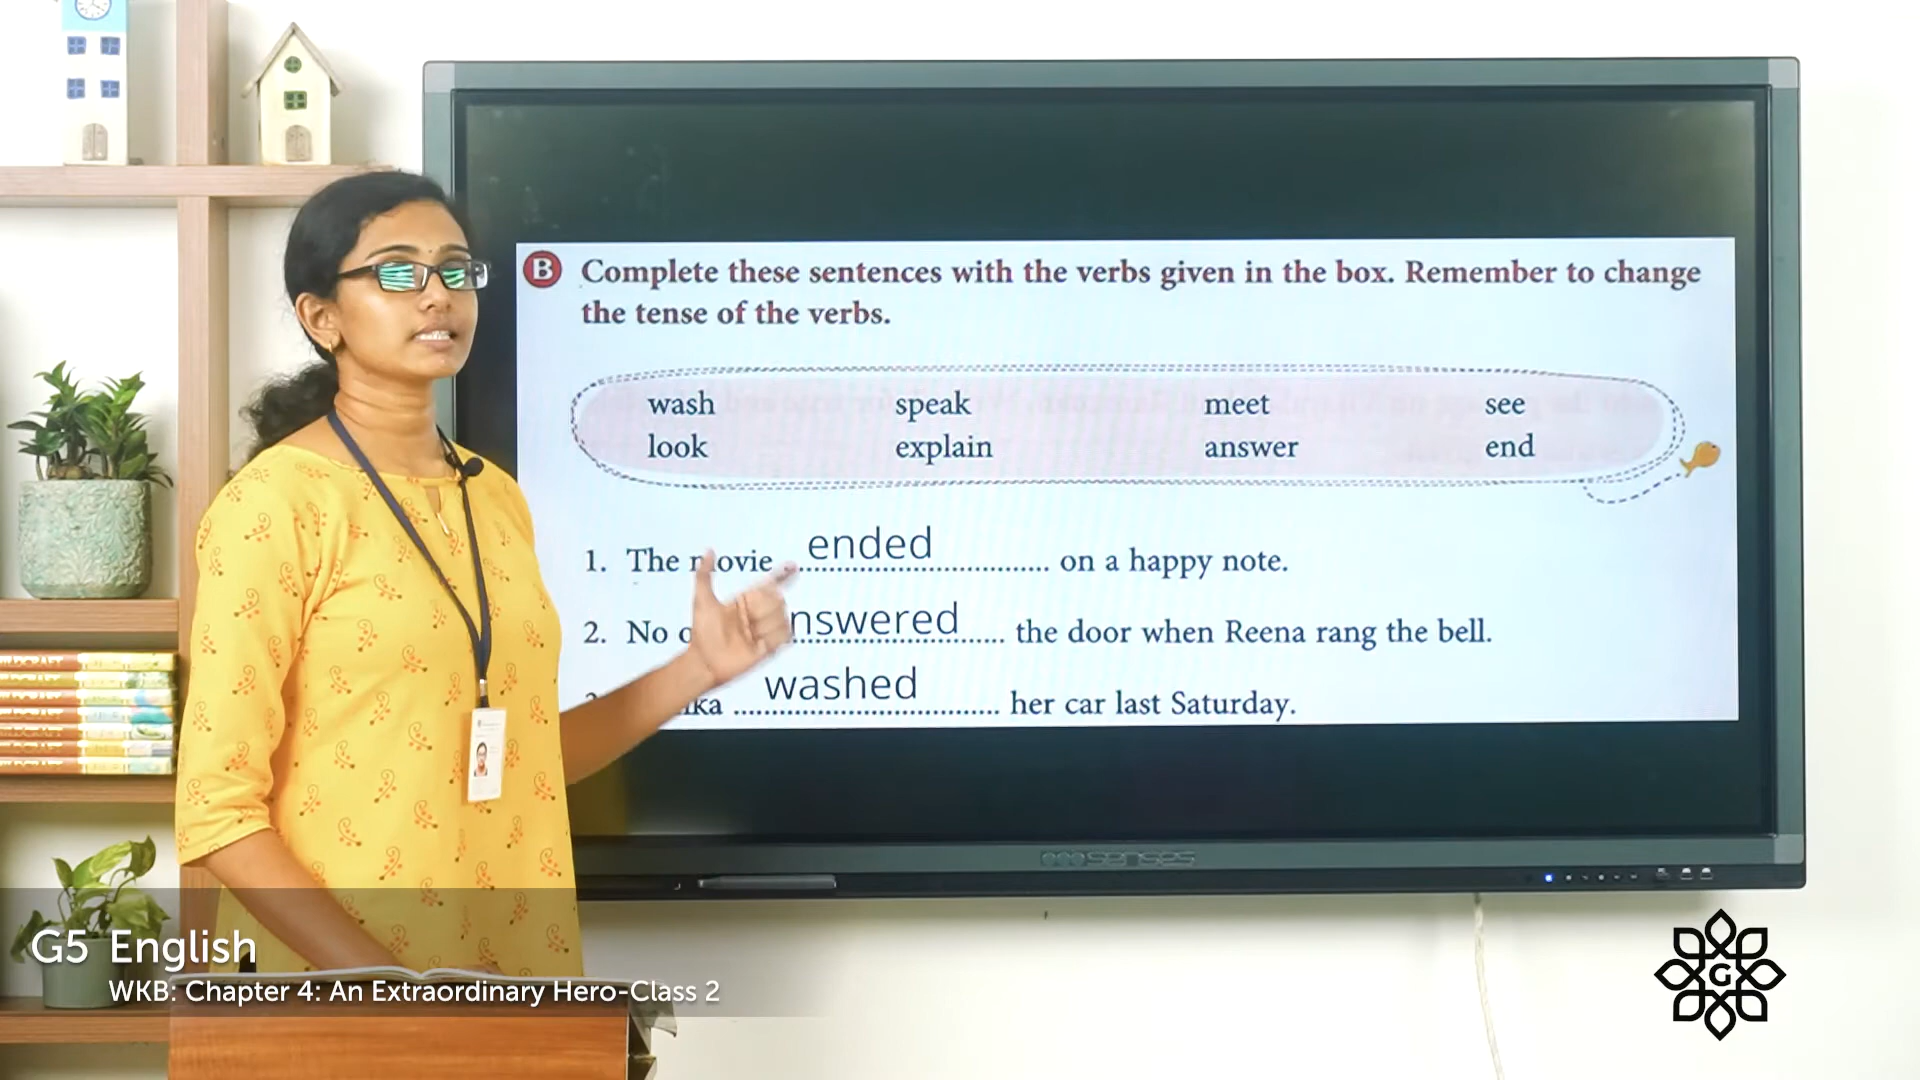 B Complete these sentences with the verbs given in the box. Remember to change
the tense of the verbs.
wash speak meet see
look explain answer end
1. The movie ended on a happy note.
2. No nswered the door when Reena rang the bell.
ka washed her car last Saturday.
G5 English
WKB: Chapter 4: An Extraordinary Hero-Class 2
G